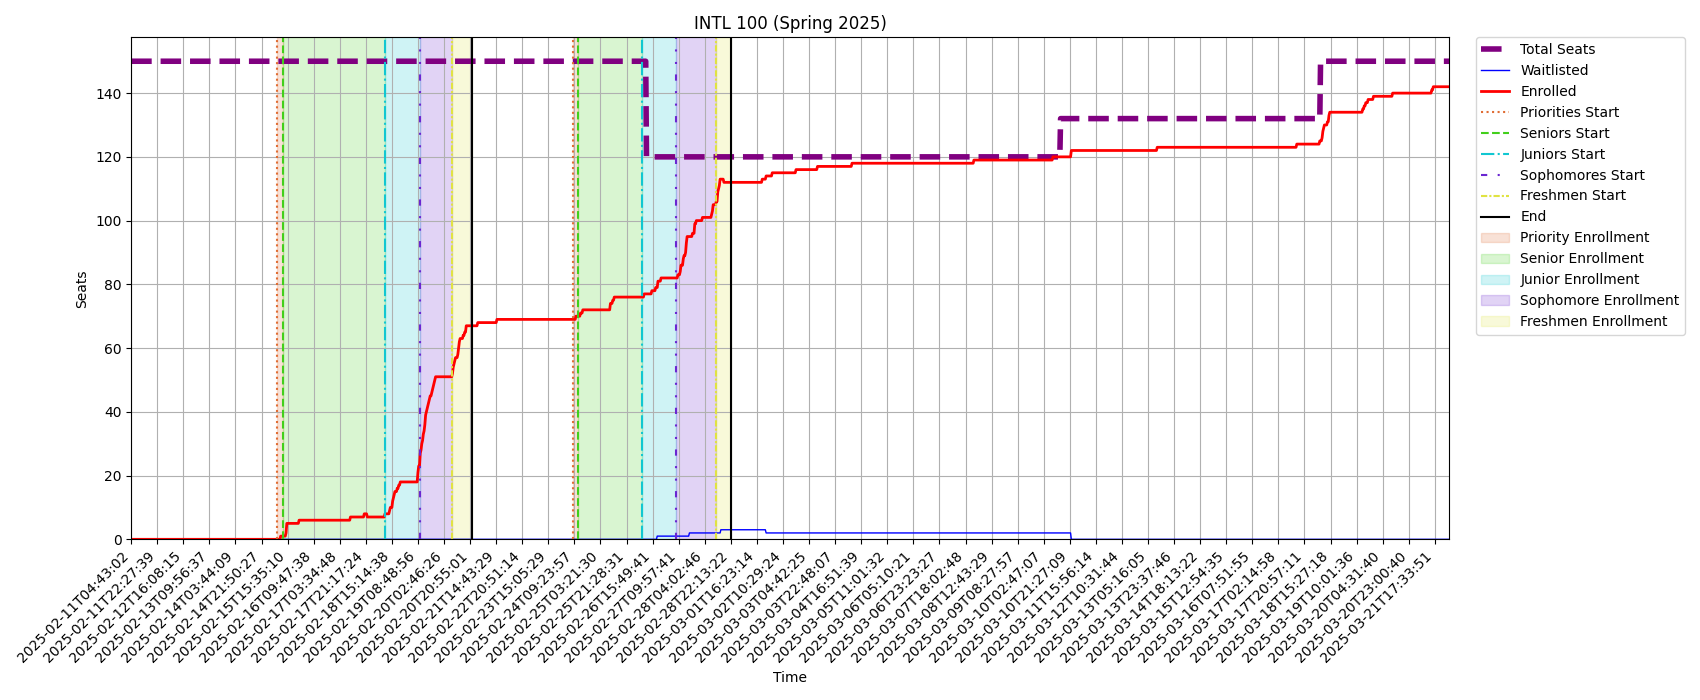 INTL 100 (Spring 2025)
Seats
140
120
100
80
60
40
20
0
2025-02-11T04:43:02
2025-02-11T22:27:39
2025-02-12T16:08:15
2025-02-13T09:56:37
2025-02-14T03:44:09
2025-02-14T21:50:27
2025-02-15T15:35:10
2025-02-16T09:47:38
2025-02-17T03:34:48
2025-02-17T21:17:24
2025-02-18T15:14:38
2025-02-19T08:48:56
2025-02-20T02:46:26
2025-02-20T20:55:01
2025-02-21T14:43:29
2025-02-22T20:51:14
2025-02-23T15:05:29
2025-02-24T09:23:57
2025-02-25T03:21:30
2025-02-25T21:28:31
2025-02-26T15:49:41
2025-02-27T09:57:41
2025-02-28T04:02:46
2025-02-28T22:13:22
2025-03-01T16:23:14
2025-03-02T10:29:24
2025-03-03T04:42:25
2025-03-03T22:48:07
2025-03-04T16:51:39
2025-03-05T11:01:32
2025-03-06T05:10:21
2025-03-06T23:23:27
2025-03-07T18:02:48
2025-03-08T12:43:29
2025-03-09T08:27:57
2025-03-10T02:47:07
2025-03-10T21:27:09
2025-03-11T15:56:14
2025-03-12T10:31:44
2025-03-13T05:16:05
2025-03-13T23:37:46
2025-03-14T18:13:22
2025-03-15T12:54:35
2025-03-16T07:51:55
2025-03-17T02:14:58
2025-03-17T20:57:11
2025-03-18T15:27:18
2025-03-19T10:01:36
2025-03-20T04:31:40
2025-03-20T23:00:40
2025-03-21T17:33:51
Time
Total Seats
Waitlisted
Enrolled
Priorities Start
Seniors Start
Juniors Start
Sophomores Start
Freshmen Start
End
Priority Enrollment
Senior Enrollment
Junior Enrollment
Sophomore Enrollment
Freshmen Enrollment